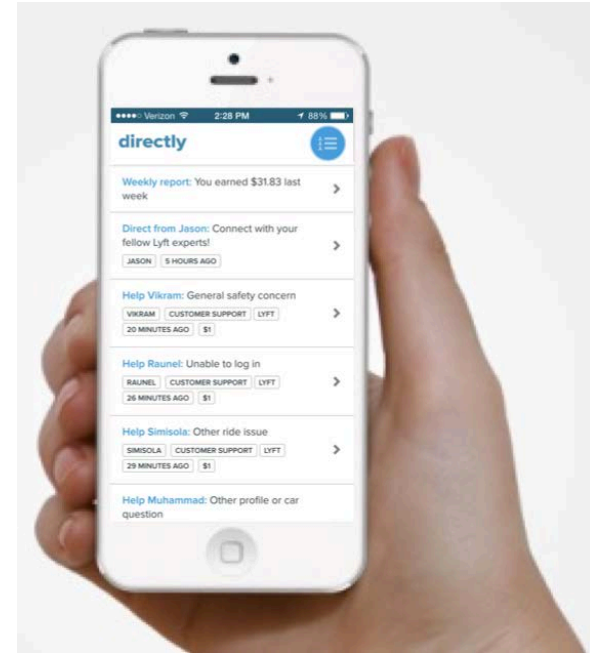 Verizon 2:28 PM 88%
directly
Weekly report: You earned $31.83 last
week
Direct from Jason: Connect with your
fellow Lyft experts!
JASON 5 HOURS AGO
Help Vikram: General safety concern
VIKRAM CUSTOMER SUPPORT LYFT
20 MINUTES AGO $1
Help Raunel: Unable to log in
RAUNEL CUSTOMER SUPPORT LYFT
26 MINUTES AGO $1
Help Simisola: Other ride issue
SIMISOLA CUSTOMER SUPPORT LYFT
29 MINUTES AGO $1
Help Muhammad: Other profile or car
question